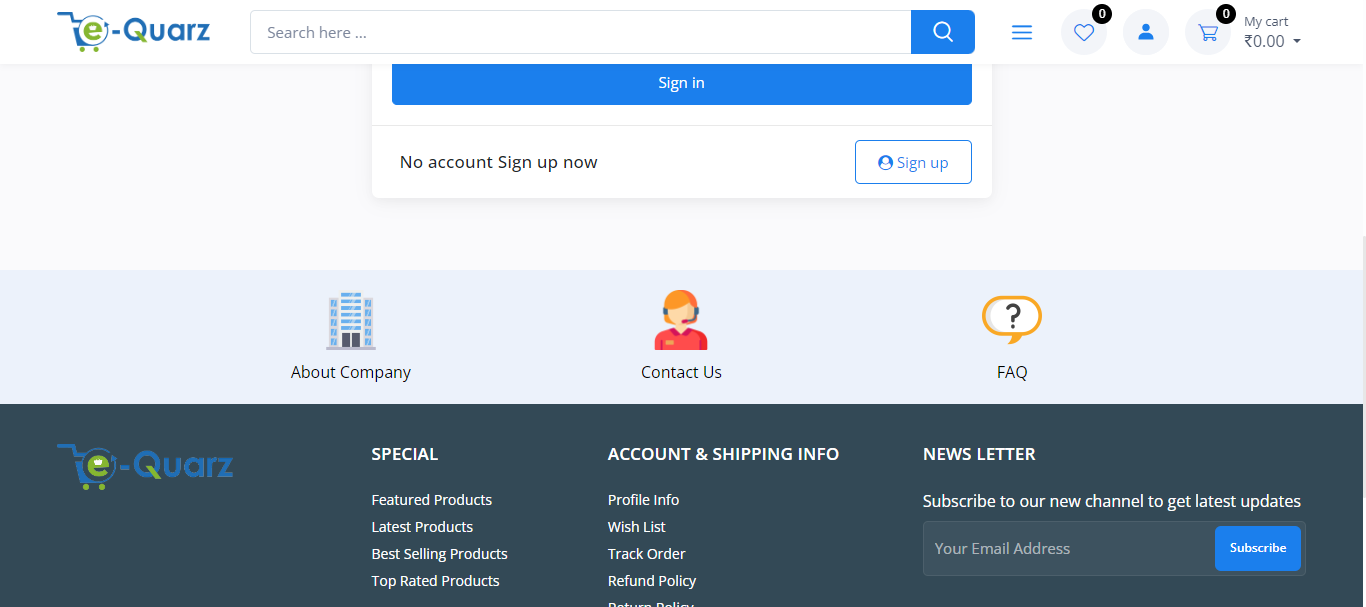 e-Quarz
Search here ...
0
0
My cart
₹0.00
Sign in
No account Sign up now
Sign up
About Company
Contact Us
?
FAQ
e-Quarz
SPECIAL
Featured Products
Latest Products
Best Selling Products
Top Rated Products
ACCOUNT & SHIPPING INFO
Profile Info
Wish List
Track Order
Refund Policy
Return Policy
NEWS LETTER
Subscribe to our new channel to get latest updates
Your Email Address
Subscribe